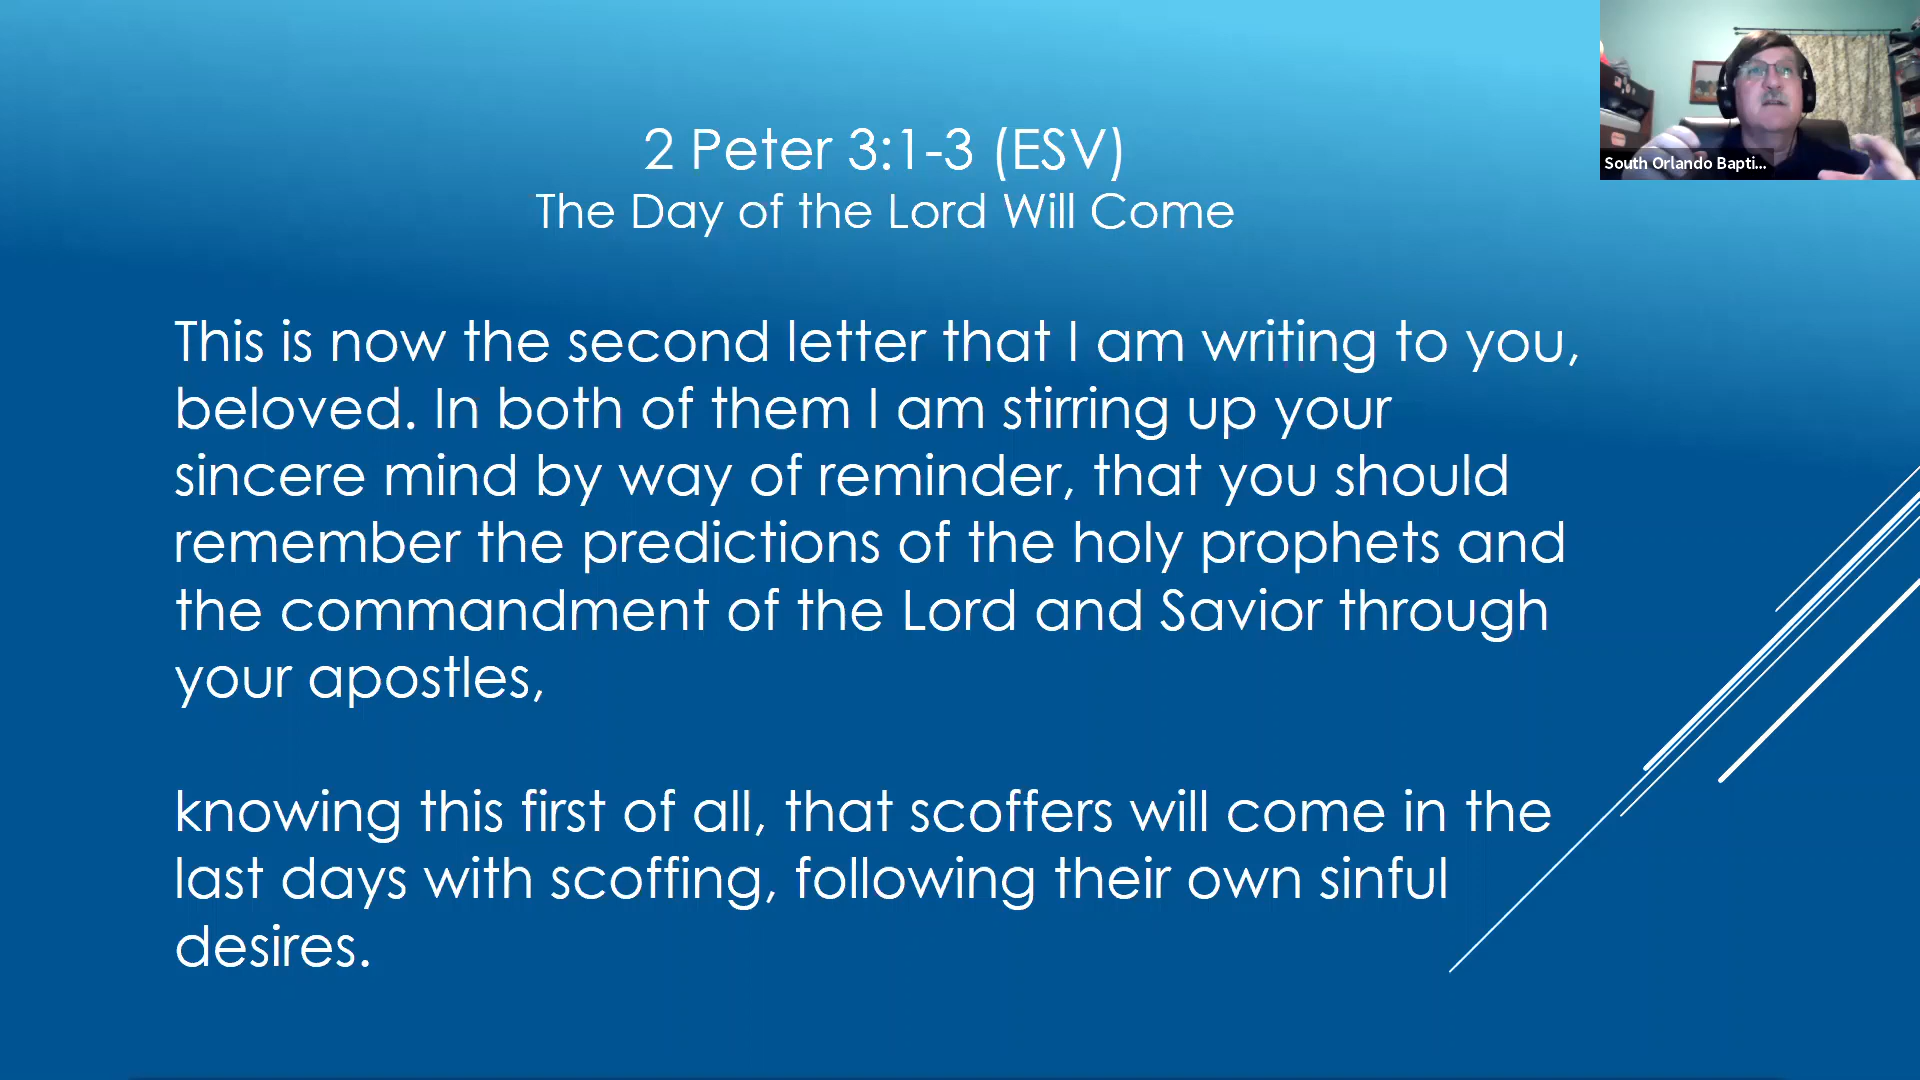 2 Peter 3:1-3 (ESV)
The Day of the Lord Will Come
South Orlando Bapti...
This is now the second letter that I am writing to you,
beloved. In both of them I am stirring up your
sincere mind by way of reminder, that you should
remember the predictions of the holy prophets and
the commandment of the Lord and Savior through
your apostles,
knowing this first of all, that scoffers will come in the
last days with scoffing, following their own sinful
desires.